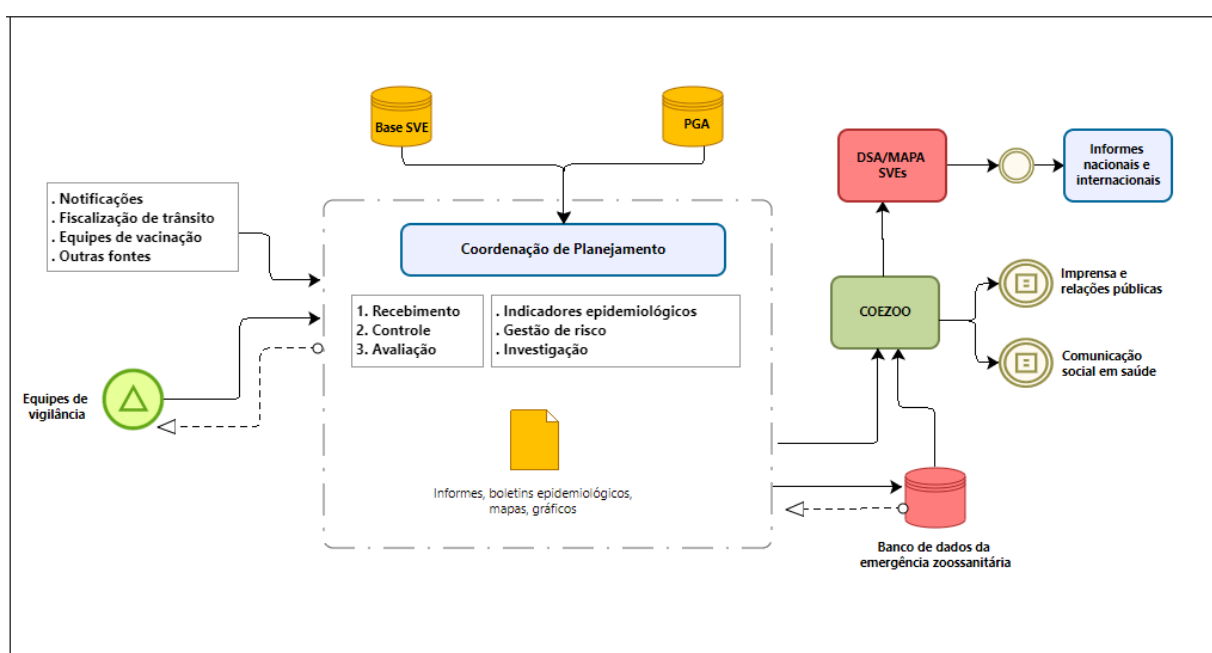 Base SVE
PGA
DSA/MAPA
SVEs
Informes
nacionais e
internacionais
. Notificações
. Fiscalização de trânsito
. Equipes de vacinação
. Outras fontes
Coordenação de Planejamento
1. Recebimento
2. Controle
3. Avaliação
. Indicadores epidemiológicos
. Gestão de risco
. Investigação
COEZOO
Imprensa e
relações públicas
Comunicação
social em saúde
Equipes de
vigilância
Informes, boletins epidemiológicos,
mapas, gráficos
Banco de dados da
emergência zoossanitária